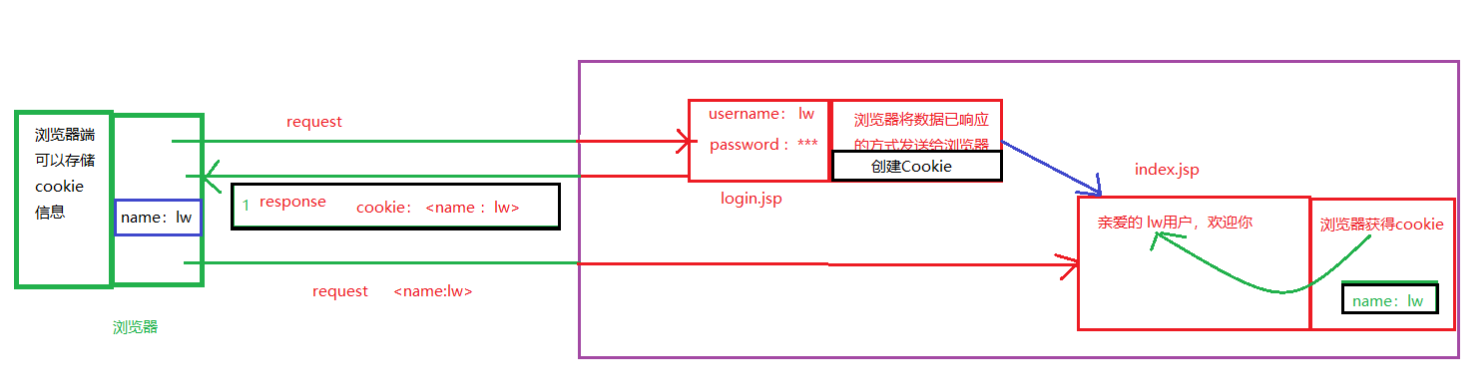 浏览器端
可以存储
cookie
信息
name：lw
浏览器
request
1 response cookie： <name： lw>
request <name:lw>
username： lw
password： ***
login.jsp
浏览器将数据已响应
的方式发送给浏览器
创建Cookie
index.jsp
亲爱的 lw用户，欢迎你
浏览器获得cookie
name：lw